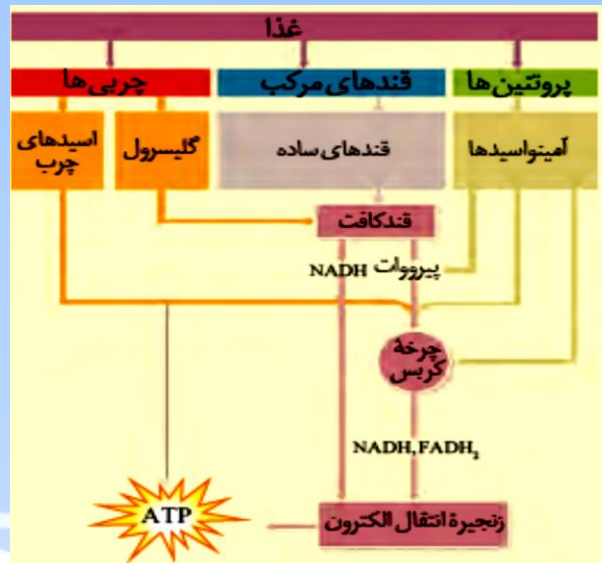 غذا
پروتئین ها
قندهای مرکب
چربی ها
آمینواسیدها
قندهای ساده
گلیسرول
اسیدهای
چرب
قندکافت
پیرووات
NADH
چرخهٔ
کربس
NADH, FADH₂
زنجیرهٔ انتقال الکترون
ATP